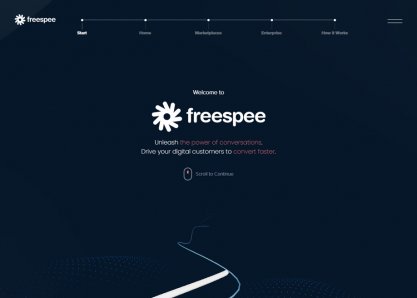 freespee
Start
Home
Marketplaces
Enterprise
How It Works
Welcome to
freespee
Unleash the power of conversations.
Drive your digital customers to convert faster.
Scroll to Continue